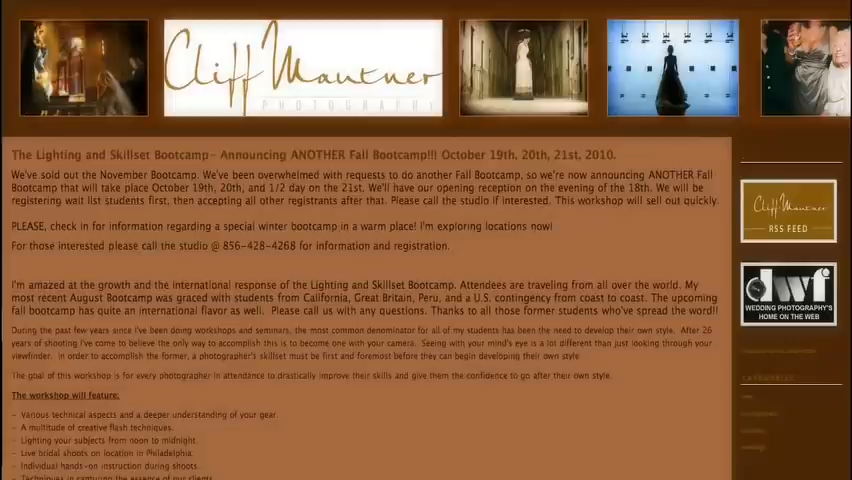 Cliff Mautner
PHOTOGRAPHY
The Lighting and Skillset Bootcamp- Announcing ANOTHER Fall Bootcamp!!! October 19th, 20th, 21st, 2010.
We've sold out the November Bootcamp. We've been overwhelmed with requests to do another Fall Bootcamp, so we're now announcing ANOTHER Fall
Bootcamp that will take place October 19th, 20th, and 1/2 day on the 21st. We'll have our opening reception on the evening of the 18th. We will be
registering wait list students first, then accepting all other registrants after that. Please call the studio if interested. This workshop will sell out quickly.
PLEASE, check in for information regarding a special winter bootcamp in a warm place! I'm exploring locations now!
For those interested please call the studio @ 856-428-4268 for information and registration.
I'm amazed at the growth and the international response of the Lighting and Skillset Bootcamp. Attendees are traveling from all over the world. My
most recent August Bootcamp was graced with students from California, Great Britain, Peru, and a U.S. contingency from coast to coast. The upcoming
fall bootcamp has quite an international flavor as well. Please call us with any questions. Thanks to all those former students who've spread the word!!
During the past few years since I've been doing workshops and seminars, the most common denominator for all of my students has been the need to develop their own style. After 26
years of shooting I've come to believe the only way to accomplish this is to become one with your camera. Seeing with your mind's eye is a lot different than just looking through your
viewfinder. In order to accomplish the former, a photographer's skillset must be first and foremost before they can begin developing their own style.
The goal of this workshop is for every photographer in attendance to drastically improve their skills and give them the confidence to go after their own style.
The workshop will feature:
- Various technical aspects and a deeper understanding of your gear.
- A multitude of creative flash techniques.
- Lighting your subjects from noon to midnight.
- Live bridal shoots on location in Philadelphia.
- Individual hands-on instruction during shoots.
- Techniques in capturing the essence of our clients.
Cliff Mautner
RSS FEED
dwf
WEDDING PHOTOGRAPHY'S
HOME ON THE WEB
CATEGORIES